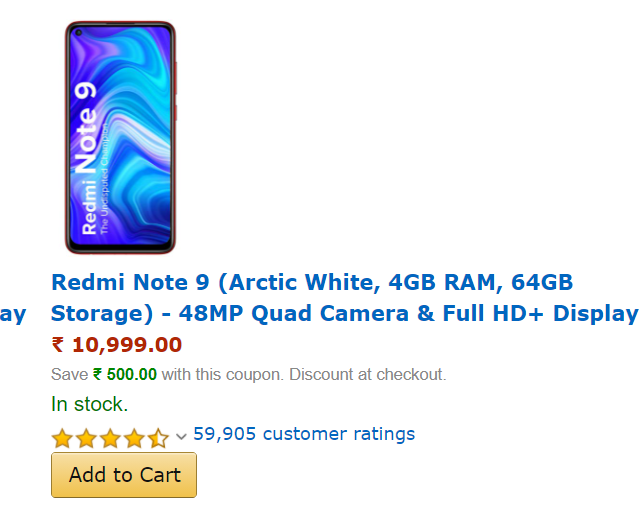 Redmi Note 9
The Undisputed Champion
Redmi Note 9 (Arctic White, 4GB RAM, 64GB
ay Storage) - 48MP Quad Camera & Full HD+ Display
₹ 10,999.00
Save ₹ 500.00 with this coupon. Discount at checkout.
In stock.
59,905 customer ratings
Add to Cart